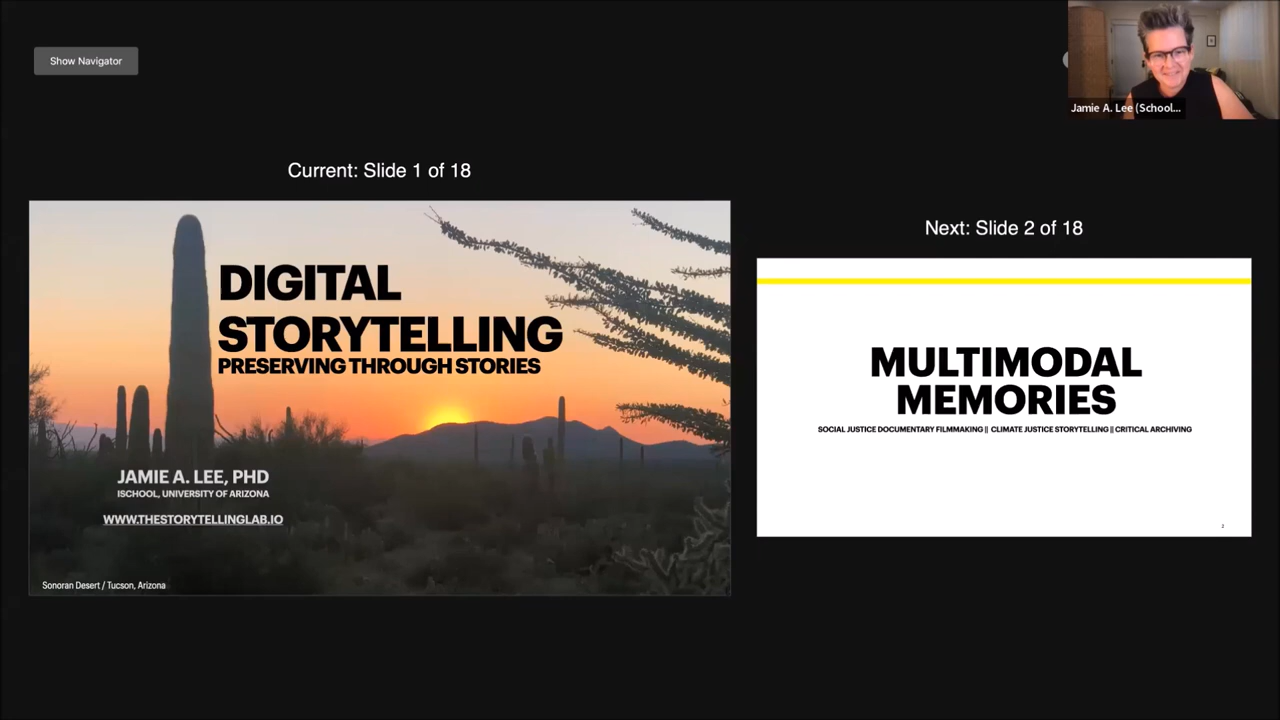 Show Navigator
Jamie A. Lee (School...
Current: Slide 1 of 18
DIGITAL
STORYTELLING
PRESERVING THROUGH STORIES
JAMIE A. LEE, PHD
ISCHOOL, UNIVERSITY OF ARIZONA
WWW.THESTORYTELLINGLAB.IO
Sonoran Desert / Tucson, Arizona
Next: Slide 2 of 18
MULTIMODAL
MEMORIES
SOCIAL JUSTICE DOCUMENTARY FILMMAKING || CLIMATE JUSTICE STORYTELLING || CRITICAL ARCHIVING
2